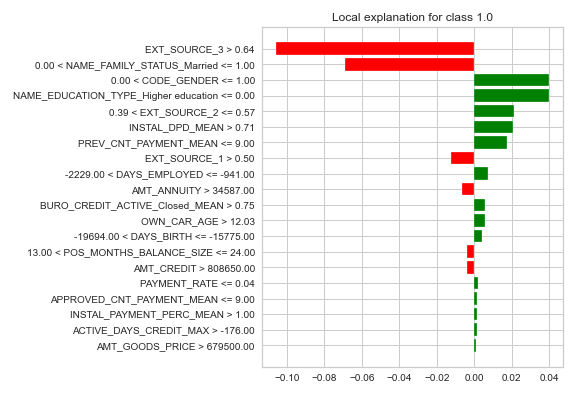 Local explanation for class 1.0
EXT_SOURCE_3 > 0.64
0.00 < NAME_FAMILY_STATUS_Married <= 1.00
0.00 < CODE_GENDER <= 1.00
NAME_EDUCATION_TYPE_Higher education <= 0.00
0.39 < EXT_SOURCE_2 <= 0.57
INSTAL_DPD_MEAN > 0.71
PREV_CNT_PAYMENT_MEAN <= 9.00
EXT_SOURCE_1 > 0.50
-2229.00 < DAYS_EMPLOYED <= -941.00
AMT_ANNUITY > 34587.00
BURO_CREDIT_ACTIVE_Closed_MEAN > 0.75
OWN_CAR_AGE > 12.03
-19694.00 < DAYS_BIRTH <= -15775.00
13.00 < POS_MONTHS_BALANCE_SIZE <= 24.00
AMT_CREDIT > 808650.00
PAYMENT_RATE <= 0.04
APPROVED_CNT_PAYMENT_MEAN <= 9.00
INSTAL_PAYMENT_PERC_MEAN > 1.00
ACTIVE_DAYS_CREDIT_MAX > -176.00
AMT_GOODS_PRICE > 679500.00
−0.10 −0.08 −0.06 −0.04 −0.02 0.00 0.02 0.04